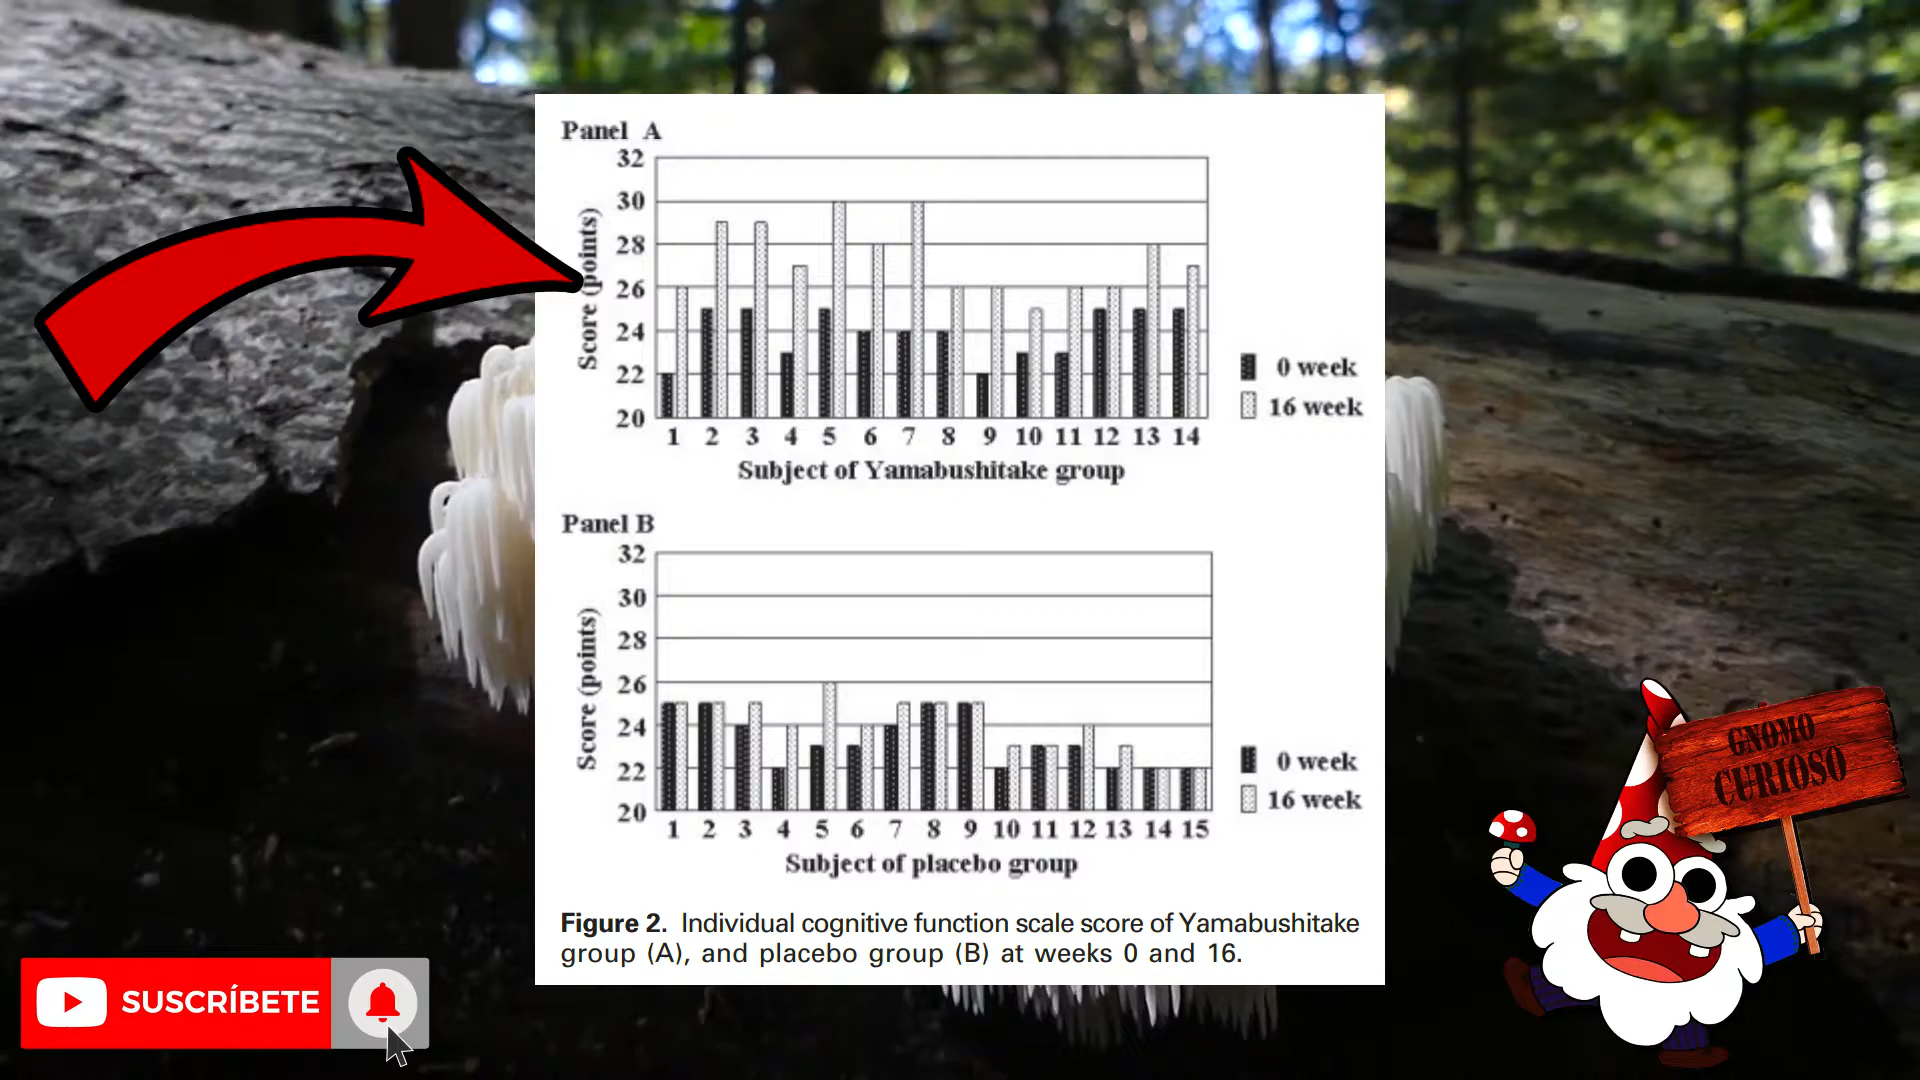 Panel A
32
30
28
26
24
22
20
Score (points)
1 2 3 4 5 6 7 8 9 10 11 12 13 14
Subject of Yamabushitake group
0 week
16 week
Panel B
32
30
28
26
24
22
20
Score (points)
1 2 3 4 5 6 7 8 9 10 11 12 13 14 15
Subject of placebo group
0 week
16 week
Figure 2. Individual cognitive function scale score of Yamabushitake
group (A), and placebo group (B) at weeks 0 and 16.
GNOMO
CURIOSO
SUSCRÍBETE